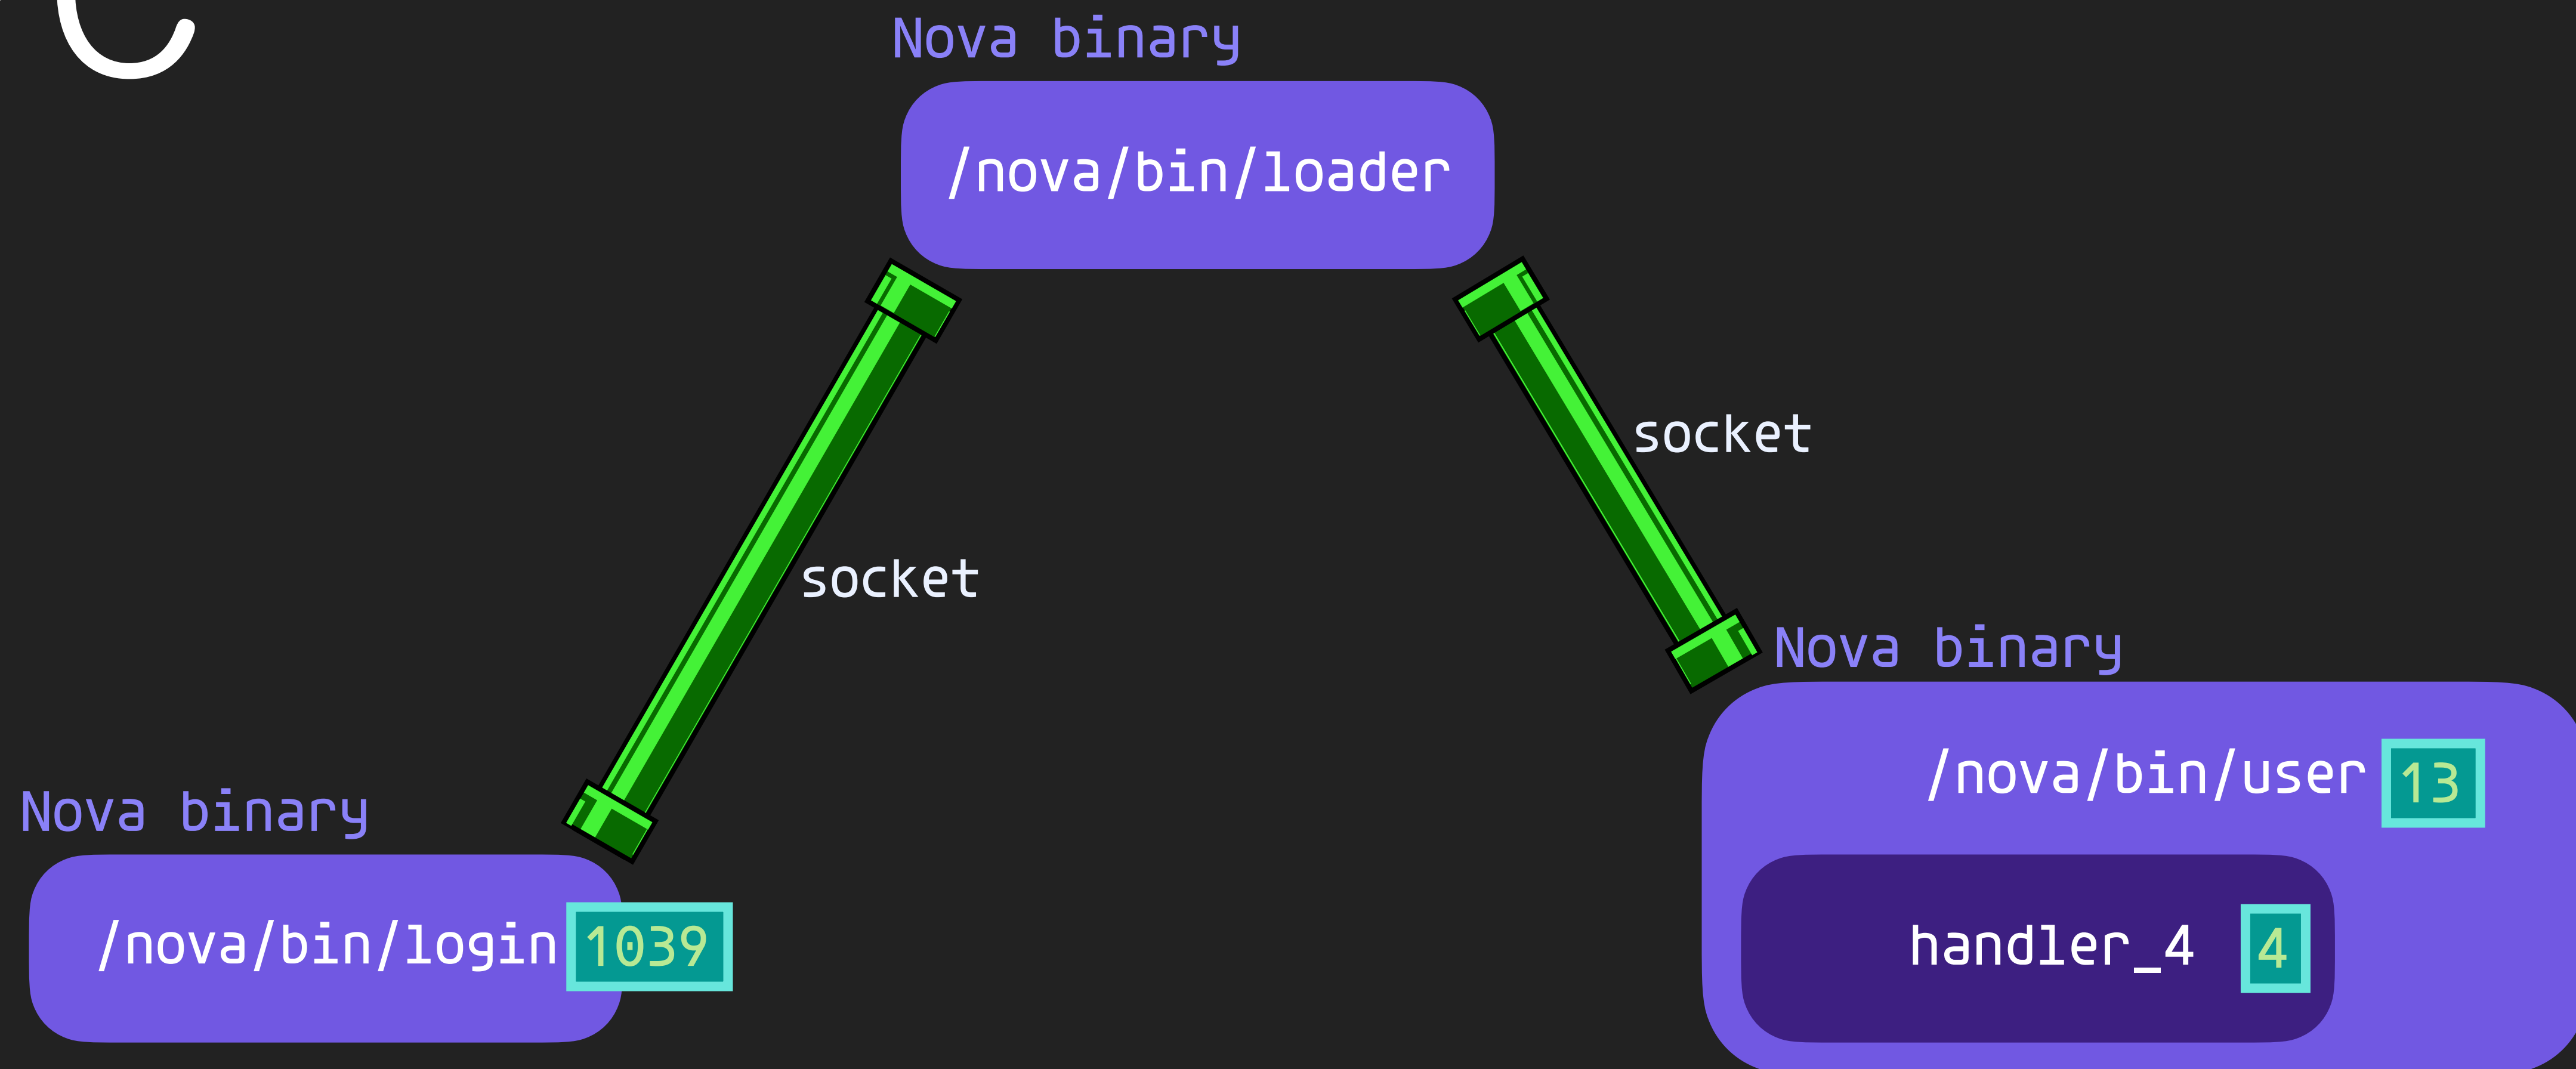 Nova binary
/nova/bin/loader
socket
socket
Nova binary
/nova/bin/user 13
Nova binary
/nova/bin/login 1039
handler_4 4